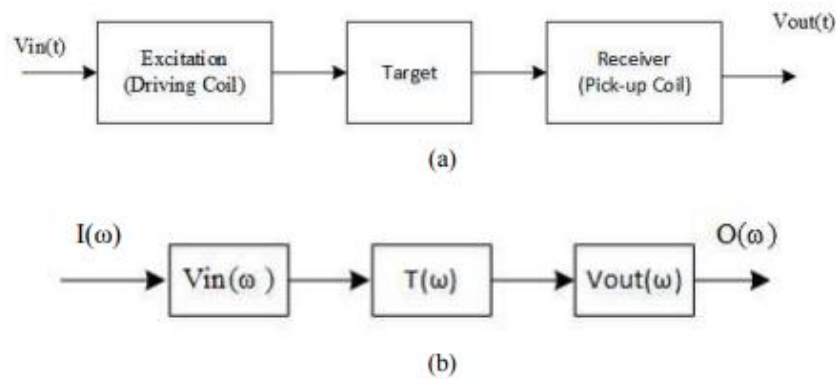 Vin(t)
Excitation
(Driving Coil)
Target
Receiver
(Pick-up Coil)
Vout(t)
(a)
I(ω)
Vin(ω )
T(ω)
Vout(ω)
O(ω)
(b)